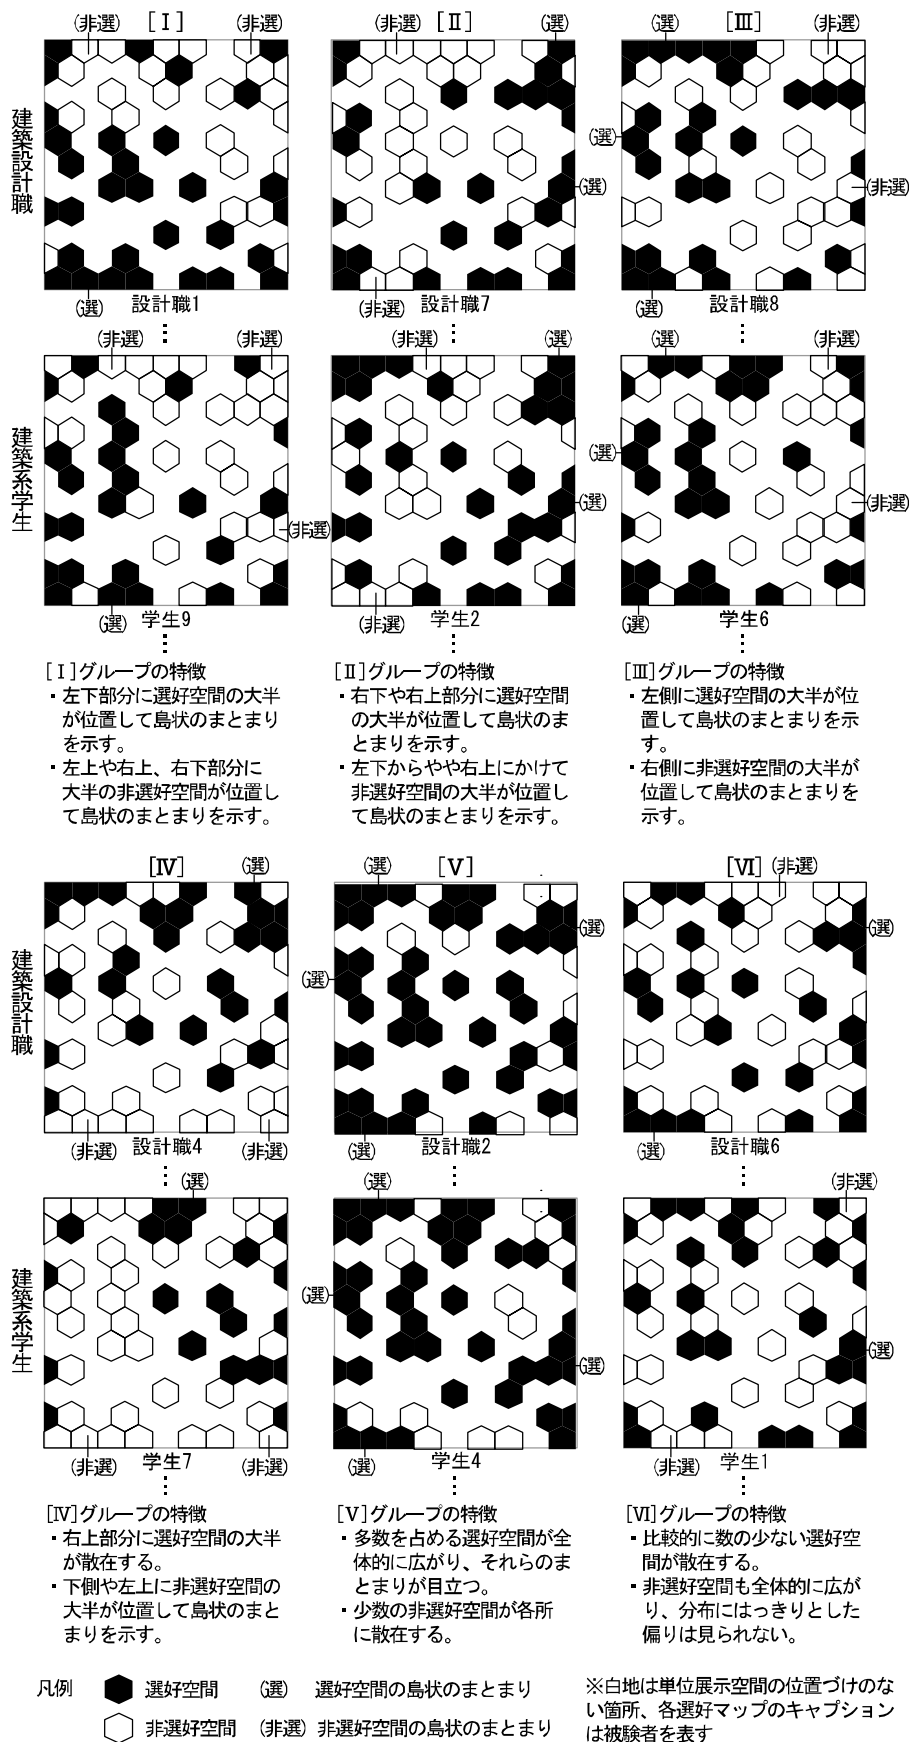 (非選) [Ⅰ] (非選)
(非選) [Ⅱ] (選)
(選) [Ⅲ] (非選)
建築設計職
(選)
(選)
(非選)
(選) 設計職1
(非選) 設計職7
(選) 設計職8
(非選) (非選)
(非選) (選)
(選) (非選)
建築系学生
(非選)
(選)
(選)
(非選)
(選) 学生9
(非選) 学生2
(選) 学生6
[Ⅰ]グループの特徴
・左下部分に選好空間の大半
が位置して島状のまとまり
を示す。
・左上や右上、右下部分に
大半の非選好空間が位置し
て島状のまとまりを示す。
[Ⅱ]グループの特徴
・右下や右上部分に選好空間
の大半が位置して島状のま
とまりを示す。
・左下からやや右上にかけて
非選好空間の大半が位置し
て島状のまとまりを示す。
[Ⅲ]グループの特徴
・左側に選好空間の大半が位
置して島状のまとまりを示
す。
・右側に非選好空間の大半が
位置して島状のまとまりを
示す。
[Ⅳ] (選)
(選) [Ⅴ]
[Ⅵ] (非選)
建築設計職
(選)
(選)
(選)
(非選) 設計職4 (非選)
(選) 設計職2
(選) 設計職6
(選)
(選)
(非選)
建築系学生
(選)
(選)
(選)
(非選) 学生7 (非選)
(選) 学生4
(非選) 学生1
[Ⅳ]グループの特徴
・右上部分に選好空間の大半
が散在する。
・下側や左上に非選好空間の
大半が位置して島状のまと
まりを示す。
[Ⅴ]グループの特徴
・多数を占める選好空間が全
体的に広がり、それらのま
とまりが目立つ。
・少数の非選好空間が各所
に散在する。
[Ⅵ]グループの特徴
・比較的に数の少ない選好空
間が散在する。
・非選好空間も全体的に広が
り、分布にはっきりとした
偏りは見られない。
凡例 選好空間 (選) 選好空間の島状のまとまり
非選好空間 (非選) 非選好空間の島状のまとまり
※白地は単位展示空間の位置づけのな
い箇所、各選好マップのキャプション
は被験者を表す